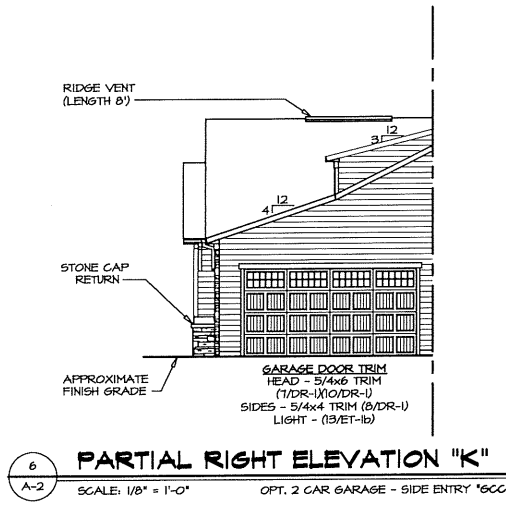 RIDGE VENT
(LENGTH 8')
12
3
12
4
STONE CAP
RETURN
APPROXIMATE
FINISH GRADE
GARAGE DOOR TRIM
HEAD - 5/4x6 TRIM
(7/DR-1)(10/DR-1)
SIDES - 5/4x4 TRIM (8/DR-1)
LIGHT - (13/ET-1b)
6
A-2
PARTIAL RIGHT ELEVATION "K"
SCALE: 1/8" = 1'-0"
OPT. 2 CAR GARAGE - SIDE ENTRY "GCC